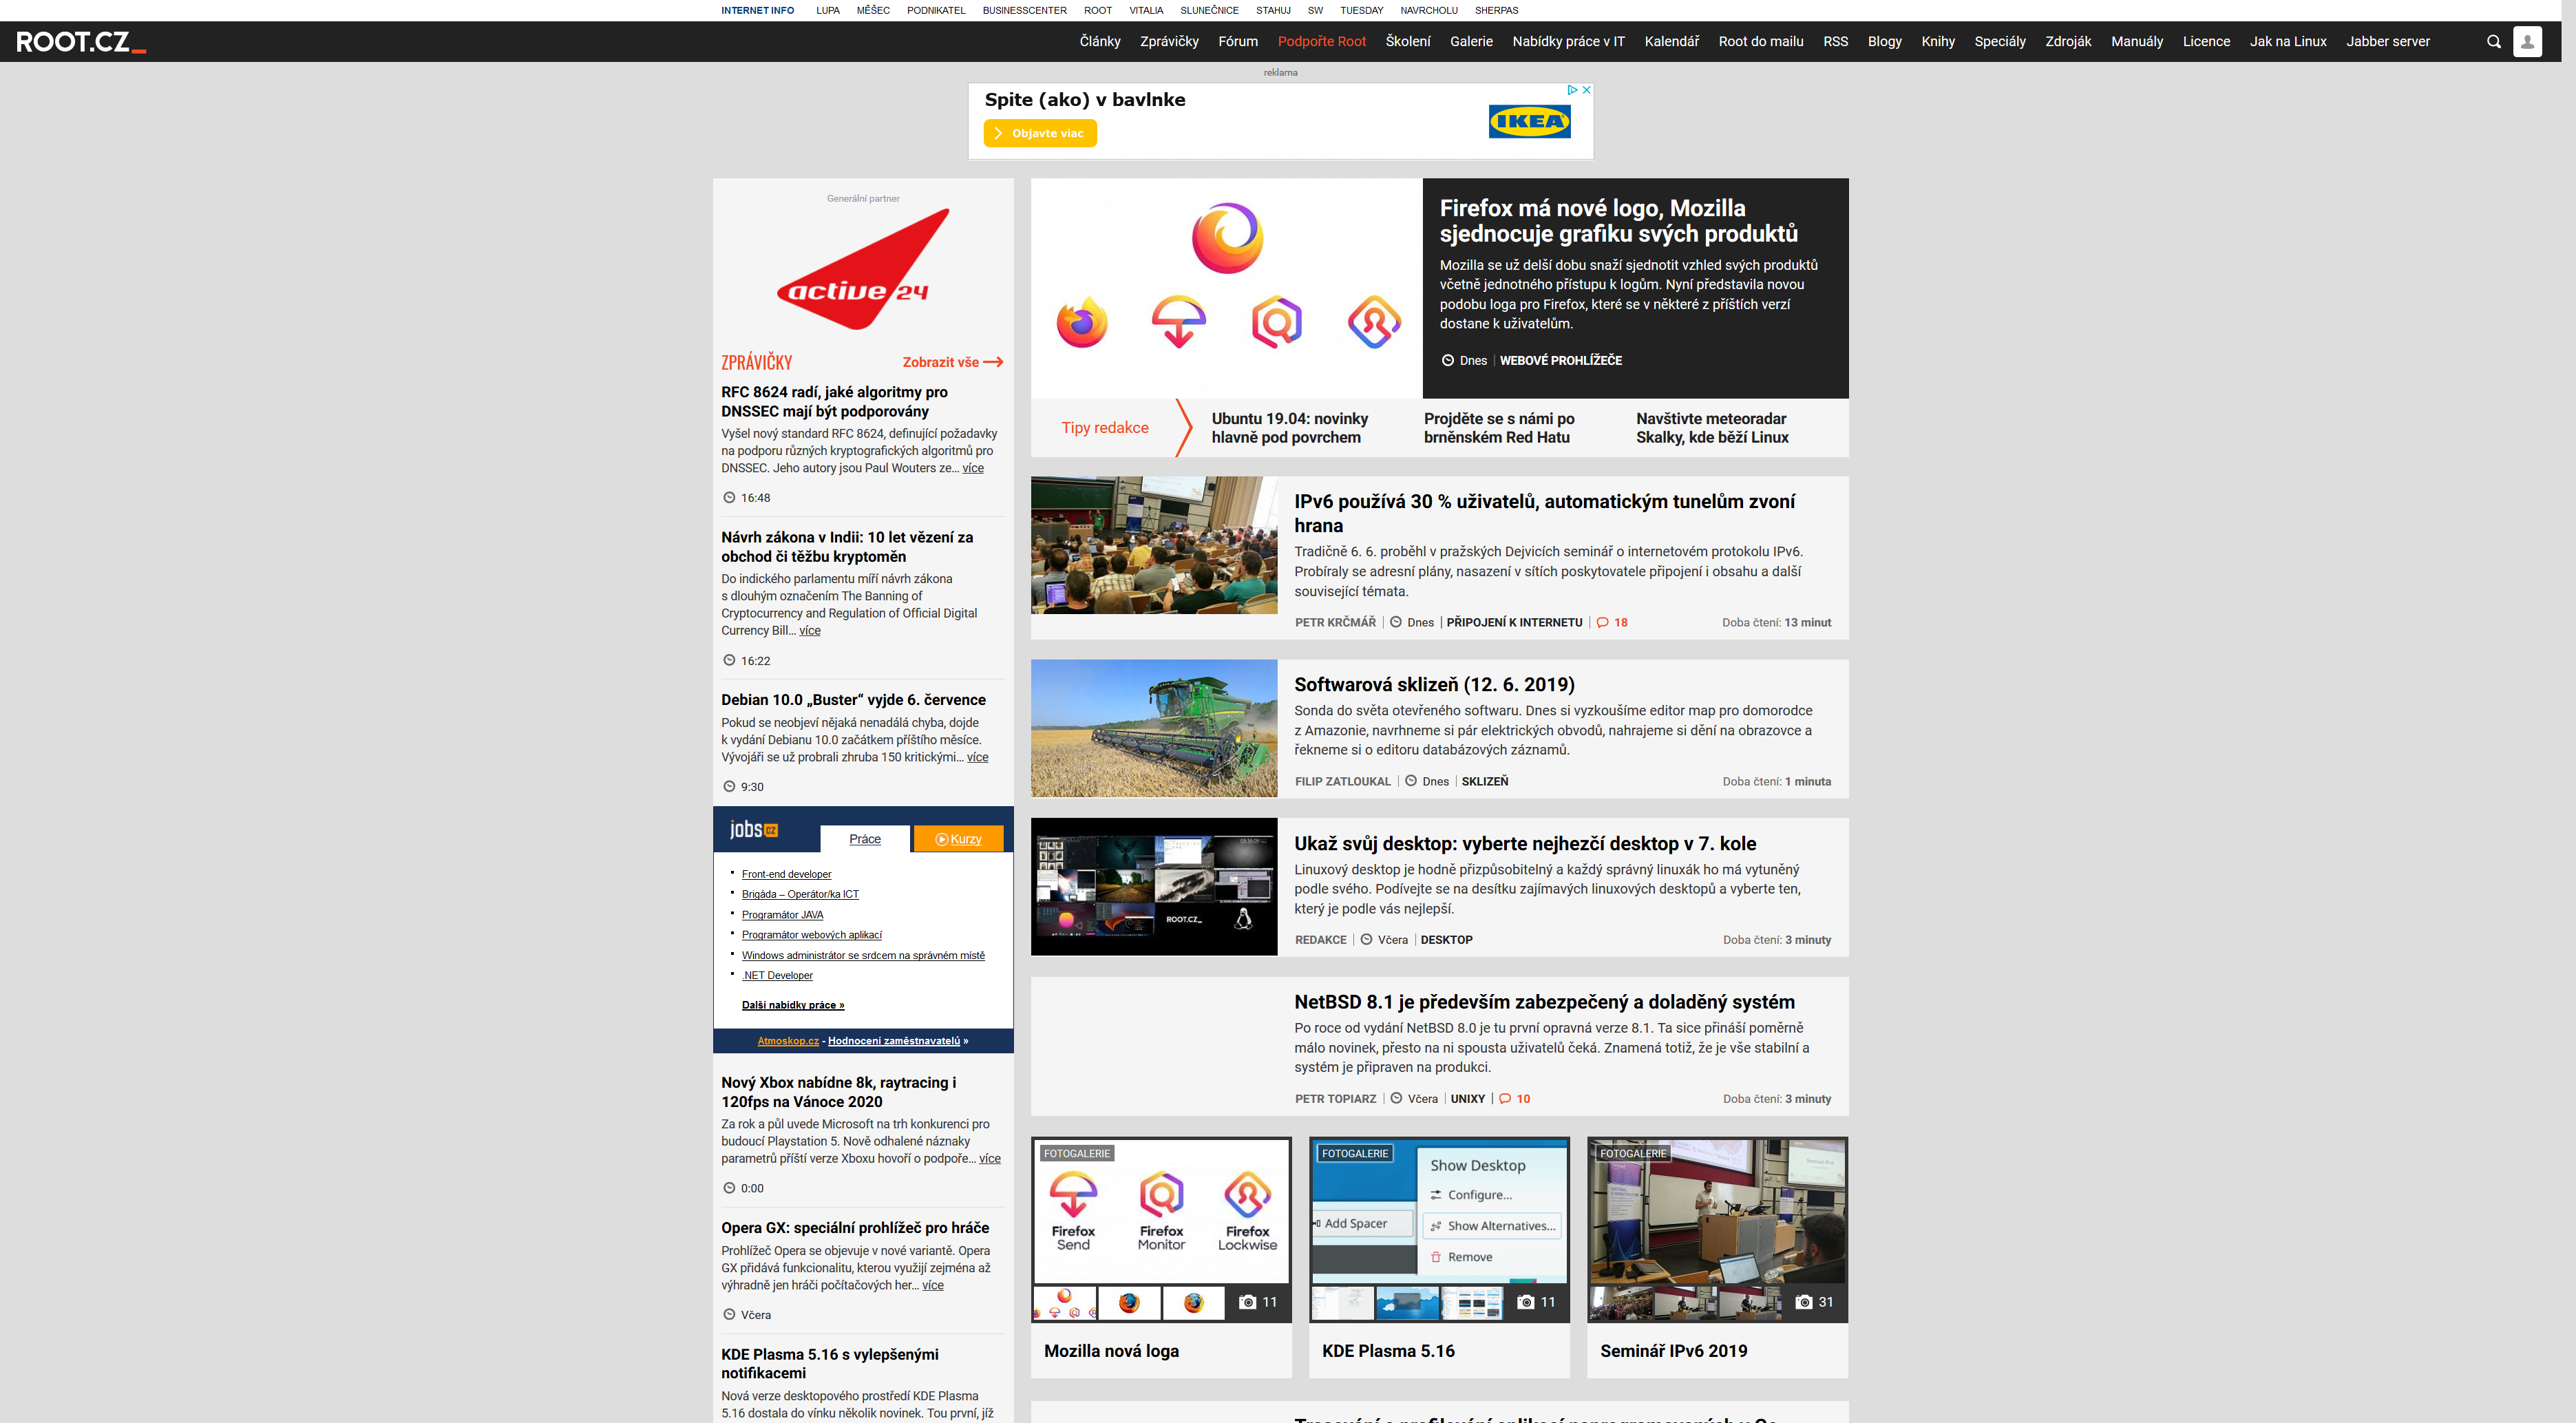 INTERNET INFO LUPA MĚŠEC PODNIKATEL BUSINESSCENTER ROOT VITALIA SLUNEČNICE STAHUJ SW TUESDAY NAVRCHOLU SHERPAS
ROOT.CZ_ Články Zprávičky Fórum Podpořte Root Školení Galerie Nabídky práce v IT Kalendář Root do mailu RSS Blogy Knihy Speciály Zdroják Manuály Licence Jak na Linux Jabber server
reklama
Spite (ako) v bavlnke
Objavte viac
IKEA
Generální partner
active 24
ZPRÁVIČKY Zobrazit vše
RFC 8624 radí, jaké algoritmy pro
DNSSEC mají být podporovány
Vyšel nový standard RFC 8624, definující požadavky
na podporu různých kryptografických algoritmů pro
DNSSEC. Jeho autory jsou Paul Wouters ze… více
16:48
Návrh zákona v Indii: 10 let vězení za
obchod či těžbu kryptoměn
Do indického parlamentu míří návrh zákona
s dlouhým označením The Banning of
Cryptocurrency and Regulation of Official Digital
Currency Bill… více
16:22
Debian 10.0 „Buster“ vyjde 6. července
Pokud se neobjeví nějaká nenadálá chyba, dojde
k vydání Debianu 10.0 začátkem příštího měsíce.
Vývojáři se už probrali zhruba 150 kritickými… více
9:30
jobs cz Práce Kurzy
Front-end developer
Brigáda – Operátor/ka ICT
Programátor JAVA
Programátor webových aplikací
Windows administrátor se srdcem na správném místě
.NET Developer
Další nabídky práce »
Atmoskop.cz - Hodnocení zaměstnavatelů »
Nový Xbox nabídne 8k, raytracing i
120fps na Vánoce 2020
Za rok a půl uvede Microsoft na trh konkurenci pro
budoucí Playstation 5. Nově odhalené náznaky
parametrů příští verze Xboxu hovoří o podpoře… více
0:00
Opera GX: speciální prohlížeč pro hráče
Prohlížeč Opera se objevuje v nové variantě. Opera
GX přidává funkcionalitu, kterou využijí zejména až
výhradně jen hráči počítačových her… více
Včera
KDE Plasma 5.16 s vylepšenými
notifikacemi
Nová verze desktopového prostředí KDE Plasma
5.16 dostala do vínku několik novinek. Tou první, jíž
Firefox má nové logo, Mozilla
sjednocuje grafiku svých produktů
Mozilla se už delší dobu snaží sjednotit vzhled svých produktů
včetně jednotného přístupu k logům. Nyní představila novou
podobu loga pro Firefox, které se v některé z příštích verzí
dostane k uživatelům.
Dnes | WEBOVÉ PROHLÍŽEČE
Tipy redakce
Ubuntu 19.04: novinky
hlavně pod povrchem
Projděte se s námi po
brněnském Red Hatu
Navštivte meteoradar
Skalky, kde běží Linux
IPv6 používá 30 % uživatelů, automatickým tunelům zvoní
hrana
Tradičně 6. 6. proběhl v pražských Dejvicích seminář o internetovém protokolu IPv6.
Probíraly se adresní plány, nasazení v sítích poskytovatele připojení i obsahu a další
související témata.
PETR KRČMÁŘ | Dnes | PŘIPOJENÍ K INTERNETU | 18 Doba čtení: 13 minut
Softwarová sklizeň (12. 6. 2019)
Sonda do světa otevřeného softwaru. Dnes si vyzkoušíme editor map pro domorodce
z Amazonie, navrhneme si pár elektrických obvodů, nahrajeme si dění na obrazovce a
řekneme si o editoru databázových záznamů.
FILIP ZATLOUKAL | Dnes | SKLIZEŇ Doba čtení: 1 minuta
ROOT.CZ_
Ukaž svůj desktop: vyberte nejhezčí desktop v 7. kole
Linuxový desktop je hodně přizpůsobitelný a každý správný linuxák ho má vytuněný
podle svého. Podívejte se na desítku zajímavých linuxových desktopů a vyberte ten,
který je podle vás nejlepší.
REDAKCE | Včera | DESKTOP Doba čtení: 3 minuty
NetBSD 8.1 je především zabezpečený a doladěný systém
Po roce od vydání NetBSD 8.0 je tu první opravná verze 8.1. Ta sice přináší poměrně
málo novinek, přesto na ni spousta uživatelů čeká. Znamená totiž, že je vše stabilní a
systém je připraven na produkci.
PETR TOPIARZ | Včera | UNIXY | 10 Doba čtení: 3 minuty
FOTOGALERIE
Firefox Send
Firefox Monitor
Firefox Lockwise
11
Mozilla nová loga
FOTOGALERIE
Show Desktop
Configure...
Add Spacer
Show Alternatives...
Remove
11
KDE Plasma 5.16
FOTOGALERIE
31
Seminář IPv6 2019